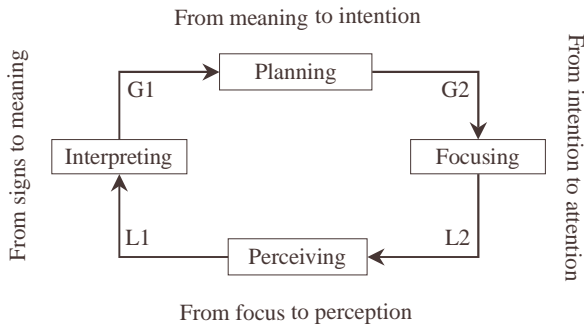 From meaning to intention
Planning
G1
G2
From signs to meaning
From intention to attention
Interpreting
Focusing
L1
L2
Perceiving
From focus to perception